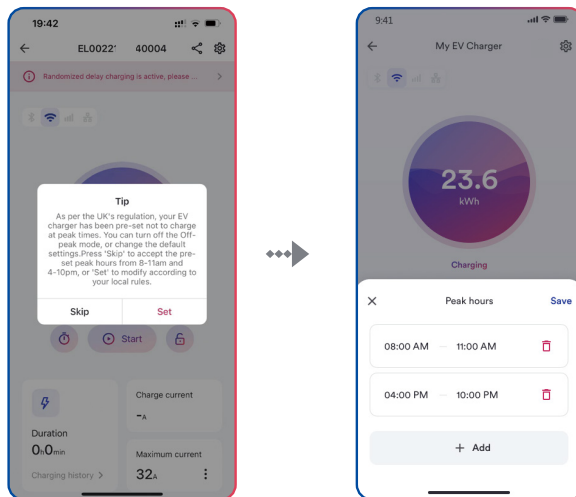 19:42
EL0022' 40004
Randomized delay charging is active, please ...
Tip
As per the UK's regulation, your EV
charger has been pre-set not to charge
at peak times. You can turn off the Off-
peak mode, or change the default
settings.Press 'Skip' to accept the pre-
set peak hours from 8-11am and
4-10pm, or 'Set' to modify according to
your local rules.
Skip Set
Start
Duration
0h0min
Charging history >
Charge current
-A
Maximum current
32A
9:41
My EV Charger
23.6
kWh
Charging
Peak hours Save
08:00 AM — 11:00 AM
04:00 PM — 10:00 PM
+ Add